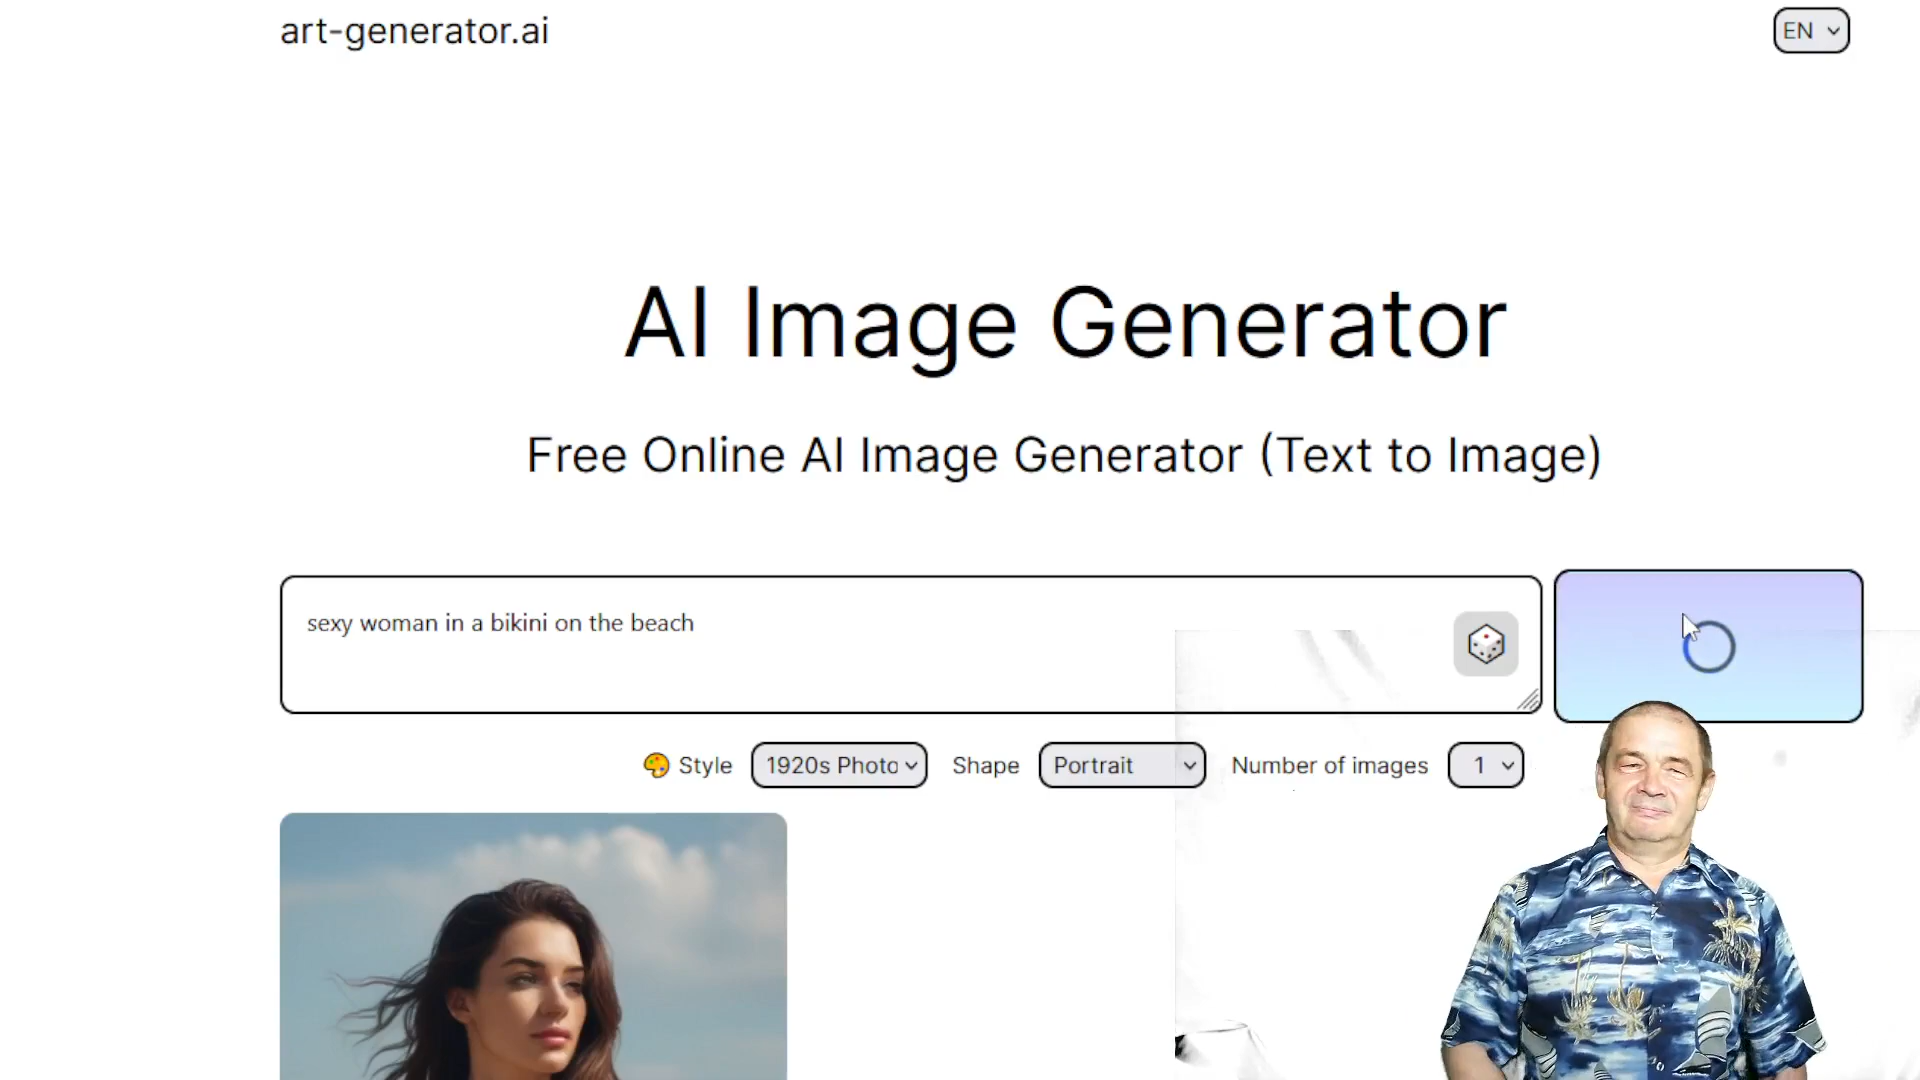 art-generator.ai
EN
AI Image Generator
Free Online AI Image Generator (Text to Image)
sexy woman in a bikini on the beach
Style 1920s Photo Shape Portrait Number of images 1